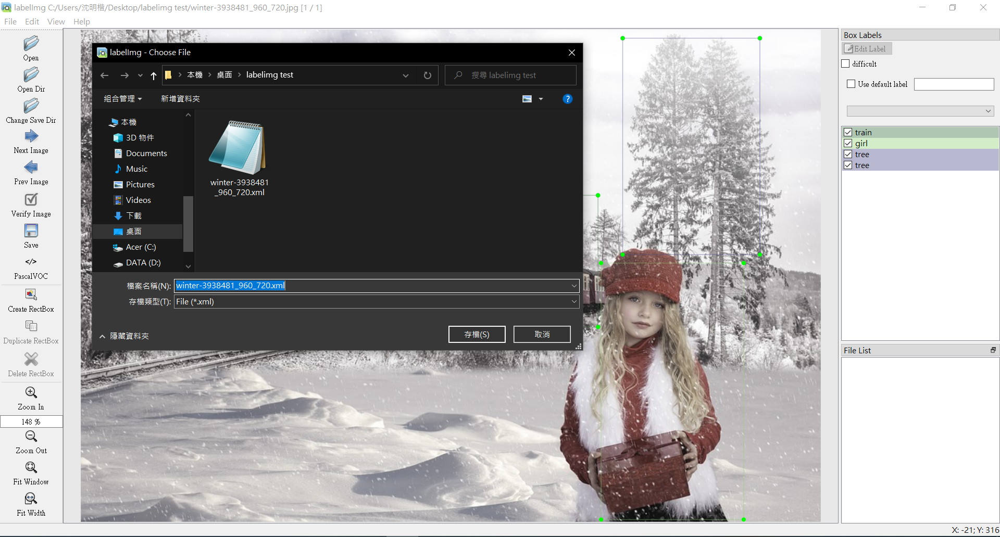 labelImg C:/Users/沈明楷/Desktop/labelimg test/winter-3938481_960_720.jpg [1 / 1]
File Edit View Help
Open
Open Dir
Change Save Dir
Next Image
Prev Image
Verify Image
Save
</>
PascalVOC
Create RectBox
Duplicate RectBox
Delete RectBox
Zoom In
148 %
Zoom Out
Fit Window
Fit Width
labelImg - Choose File
本機 桌面 labelimg test
搜尋 labelimg test
組合管理 新增資料夾
?
本機
3D 物件
Documents
Music
Pictures
Videos
下載
桌面
Acer (C:)
DATA (D:)
winter-3938481
_960_720.xml
檔案名稱(N): winter-3938481_960_720.xml
存檔類型(T): File (*.xml)
隱藏資料夾
存檔(S) 取消
Box Labels
Edit Label
difficult
Use default label
train
girl
tree
tree
File List
X: -21; Y: 316